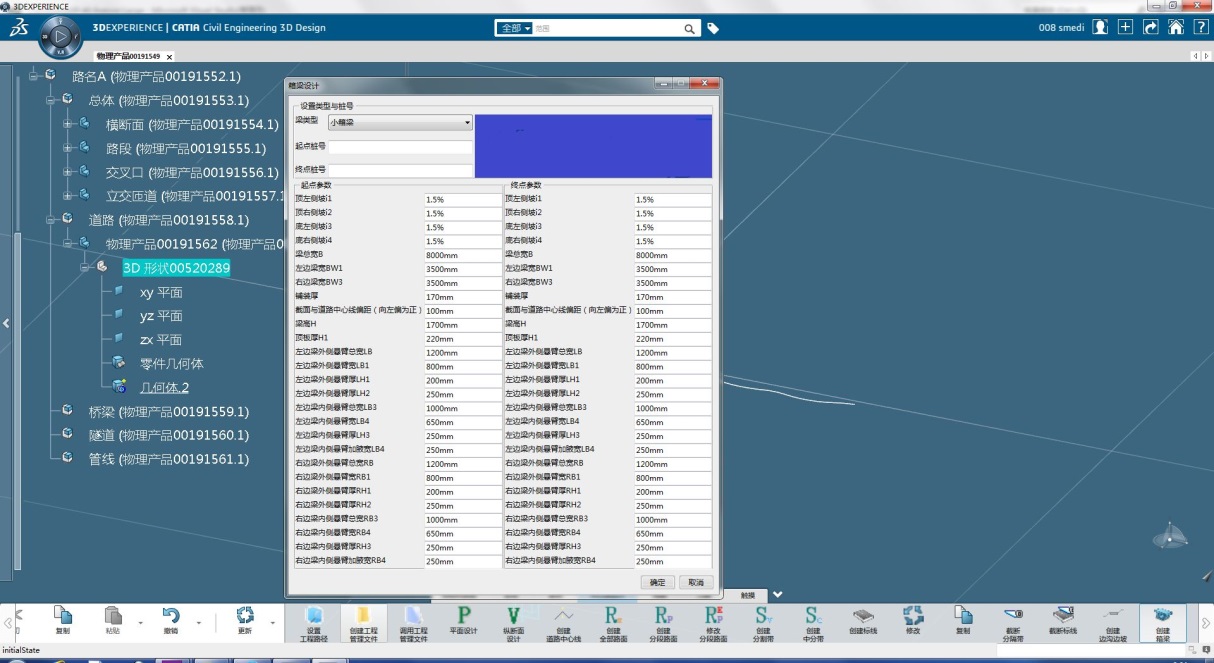 3DEXPERIENCE
3DEXPERIENCE | CATIA Civil Engineering 3D Design
全部
范围
008 smedi
物理产品00191549
路名A (物理产品00191552.1)
总体 (物理产品00191553.1)
横断面 (物理产品00191554.1)
路段 (物理产品00191555.1)
交叉口 (物理产品00191556.1)
立交匝道 (物理产品00191557.1
道路 (物理产品00191558.1)
物理产品00191562 (物理产品0
3D 形状00520289
xy 平面
yz 平面
zx 平面
零件几何体
几何体.2
桥梁 (物理产品00191559.1)
隧道 (物理产品00191560.1)
管线 (物理产品00191561.1)
箱梁设计
设置类型与桩号
梁类型 小箱梁
起点桩号
终点桩号
起点参数 终点参数
顶左侧坡i1 1.5% 顶左侧坡i1 1.5%
顶右侧坡i2 1.5% 顶右侧坡i2 1.5%
底左侧坡i3 1.5% 底左侧坡i3 1.5%
底右侧坡i4 1.5% 底右侧坡i4 1.5%
梁总宽B 8000mm 梁总宽B 8000mm
左边梁宽BW1 3500mm 左边梁宽BW1 3500mm
右边梁宽BW3 3500mm 右边梁宽BW3 3500mm
铺装厚 170mm 铺装厚 170mm
截面与道路中心线偏距（向左偏为正） 100mm 截面与道路中心线偏距（向左偏为正） 100mm
梁高H 1700mm 梁高H 1700mm
顶板厚H1 220mm 顶板厚H1 220mm
左边梁外侧悬臂总宽LB 1200mm 左边梁外侧悬臂总宽LB 1200mm
左边梁外侧悬臂宽LB1 800mm 左边梁外侧悬臂宽LB1 800mm
左边梁外侧悬臂厚LH1 200mm 左边梁外侧悬臂厚LH1 200mm
左边梁外侧悬臂厚LH2 250mm 左边梁外侧悬臂厚LH2 250mm
左边梁内侧悬臂总宽LB3 1000mm 左边梁内侧悬臂总宽LB3 1000mm
左边梁内侧悬臂宽LB4 650mm 左边梁内侧悬臂宽LB4 650mm
左边梁内侧悬臂厚LH3 250mm 左边梁内侧悬臂厚LH3 250mm
左边梁内侧悬臂加腋宽LB4 250mm 左边梁内侧悬臂加腋宽LB4 250mm
右边梁外侧悬臂总宽RB 1200mm 右边梁外侧悬臂总宽RB 1200mm
右边梁外侧悬臂宽RB1 800mm 右边梁外侧悬臂宽RB1 800mm
右边梁外侧悬臂厚RH1 200mm 右边梁外侧悬臂厚RH1 200mm
右边梁外侧悬臂厚RH2 250mm 右边梁外侧悬臂厚RH2 250mm
右边梁内侧悬臂总宽RB3 1000mm 右边梁内侧悬臂总宽RB3 1000mm
右边梁内侧悬臂宽RB4 650mm 右边梁内侧悬臂宽RB4 650mm
右边梁内侧悬臂厚RH3 250mm 右边梁内侧悬臂厚RH3 250mm
右边梁内侧悬臂加腋宽RB4 250mm 右边梁内侧悬臂加腋宽RB4 250mm
确定 取消
触摸
复制 粘贴 撤销 更新 设置工程路径 创建工程管理文件 调用工程管理文件 平面设计 纵断面设计 创建道路中心线 创建全部路面 创建分段路面 修改分段路面 创建分割带 创建中分带 创建标线 修改 复制 截断分隔带 截断标线 创建边沟边坡 创建箱梁
initialState